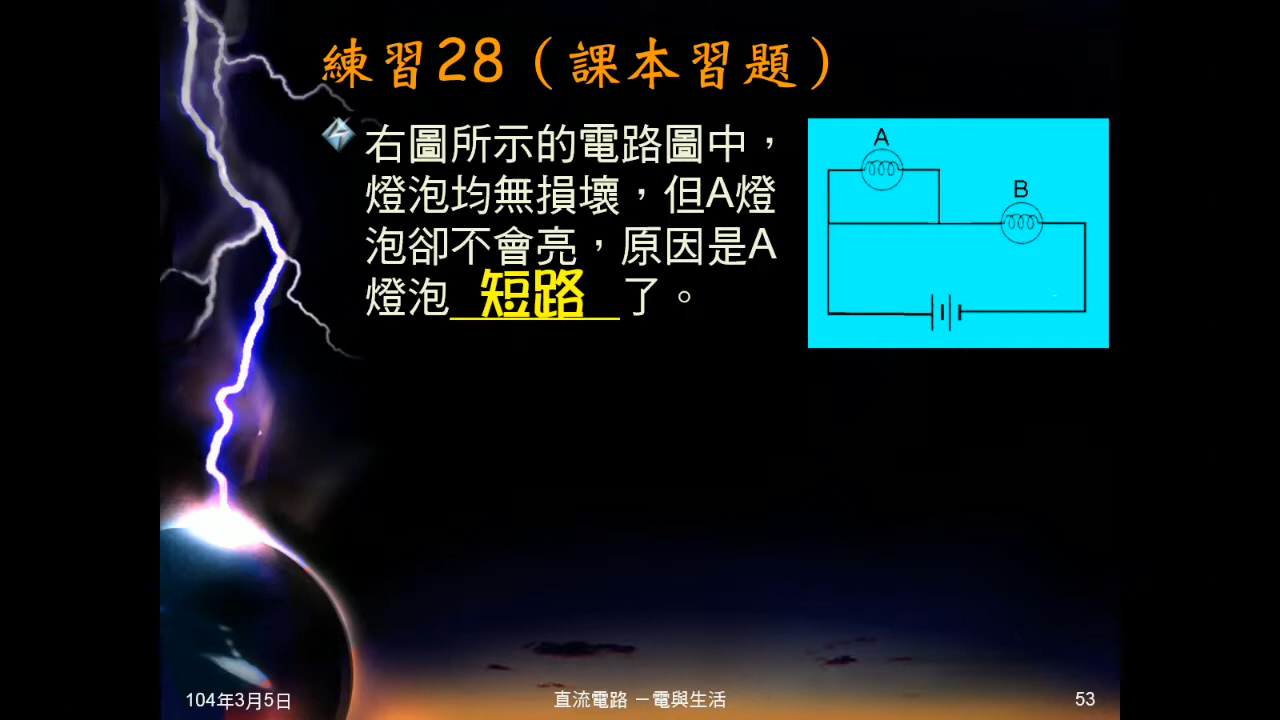 練習28（課本習題）
右圖所示的電路圖中，
燈泡均無損壞，但A燈
泡卻不會亮，原因是A
燈泡 短路 了。
A
B
104年3月5日
直流電路 －電與生活
53